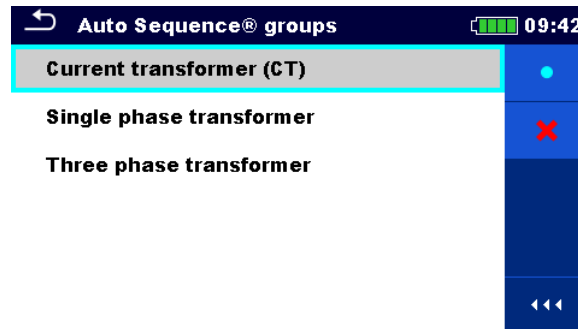 Auto Sequence® groups 09:42
Current transformer (CT)
Single phase transformer
Three phase transformer